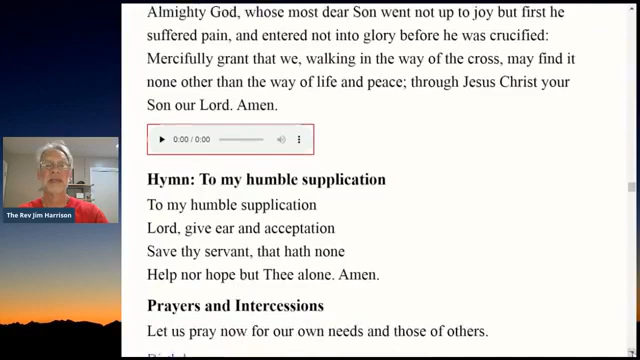 Almighty God, whose most dear Son went not up to joy but first he
suffered pain, and entered not into glory before he was crucified:
Mercifully grant that we, walking in the way of the cross, may find it
none other than the way of life and peace; through Jesus Christ your
Son our Lord. Amen.
0:00 / 0:00
Hymn: To my humble supplication
To my humble supplication
Lord, give ear and acceptation
Save thy servant, that hath none
Help nor hope but Thee alone. Amen.
Prayers and Intercessions
Let us pray now for our own needs and those of others.
The Rev Jim Harrison